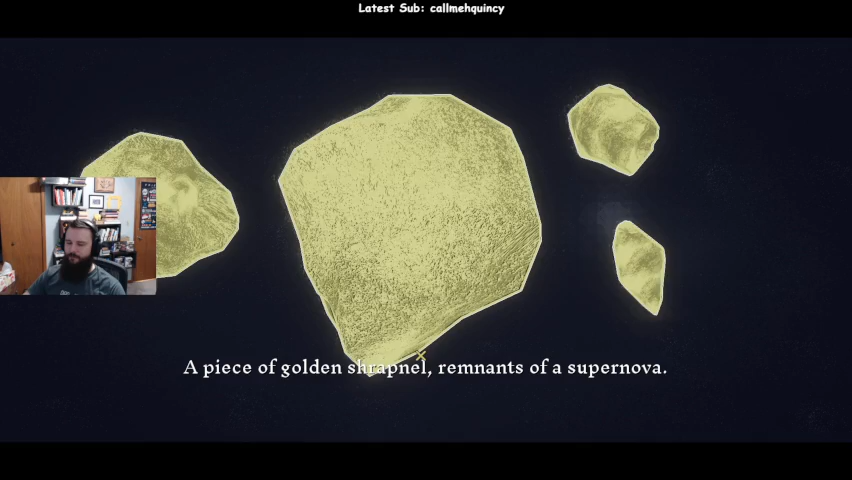 Latest Sub: callmehquincy
A piece of golden shrapnel, remnants of a supernova.